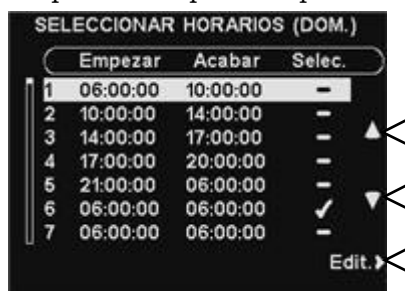 SELECCIONAR HORARIOS (DOM.)
Empezar Acabar Selec.
1 06:00:00 10:00:00 –
2 10:00:00 14:00:00 –
3 14:00:00 17:00:00 –
4 17:00:00 20:00:00 –
5 21:00:00 06:00:00 –
6 06:00:00 06:00:00 ✓
7 06:00:00 06:00:00 –
Edit.